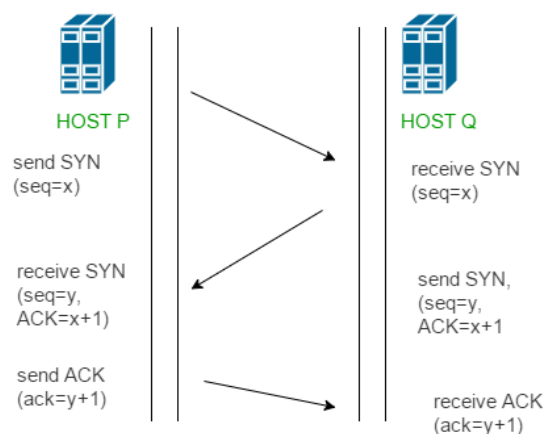 HOST P
HOST Q
send SYN
(seq=x)
receive SYN
(seq=x)
receive SYN
(seq=y,
ACK=x+1)
send SYN,
(seq=y,
ACK=x+1
send ACK
(ack=y+1)
receive ACK
(ack=y+1)